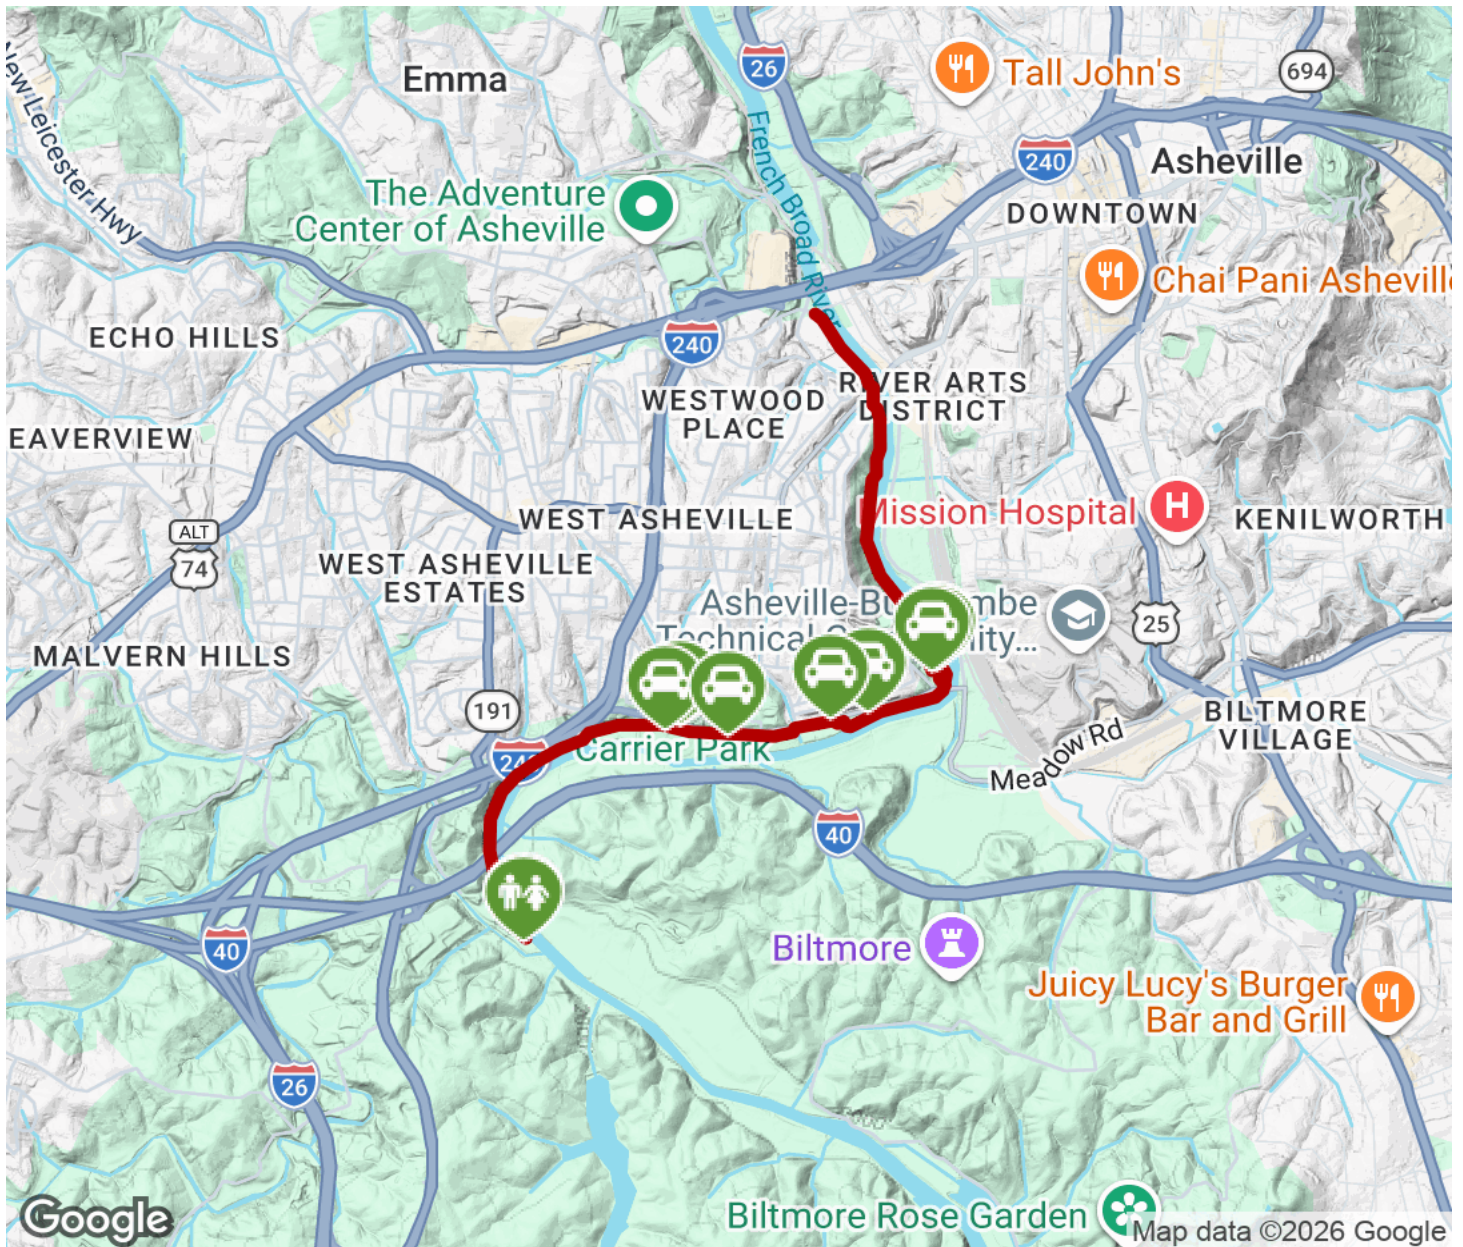 Emma
26
Tall John's
694
New Leicester Hwy
French Broad River
240
Asheville
The Adventure
Center of Asheville
DOWNTOWN
Chai Pani Asheville
ECHO HILLS
240
WESTWOOD
PLACE
RIVER ARTS
DISTRICT
EAVERVIEW
Mission Hospital
H
KENILWORTH
WEST ASHEVILLE
ALT
74
WEST ASHEVILLE
ESTATES
25
MALVERN HILLS
191
BILTMORE
VILLAGE
Meadow Rd
Carrier Park
40
Biltmore
40
Juicy Lucy's Burger
Bar and Grill
26
Biltmore Rose Garden
Google
Map data ©2026 Google